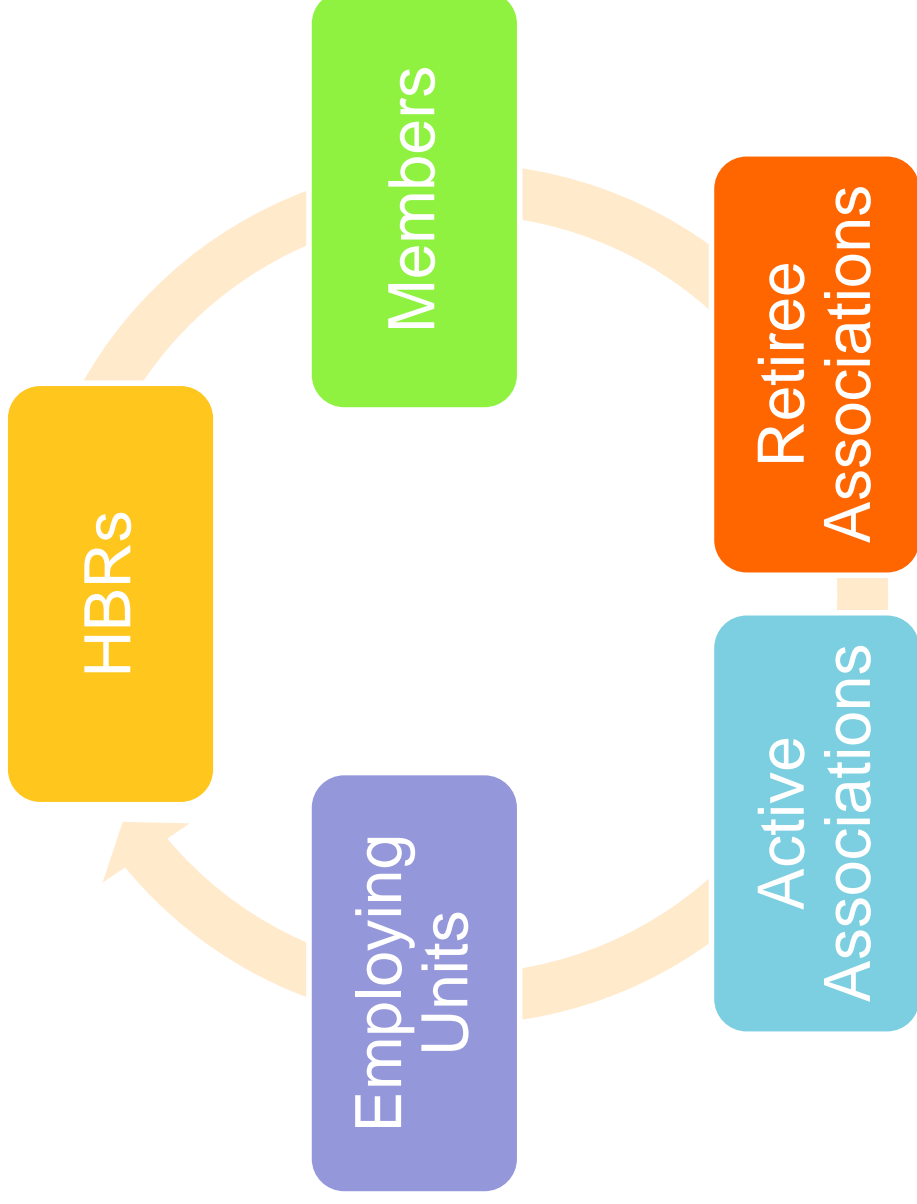 HBRs
Members
Retiree
Associations
Active
Associations
Employing
Units